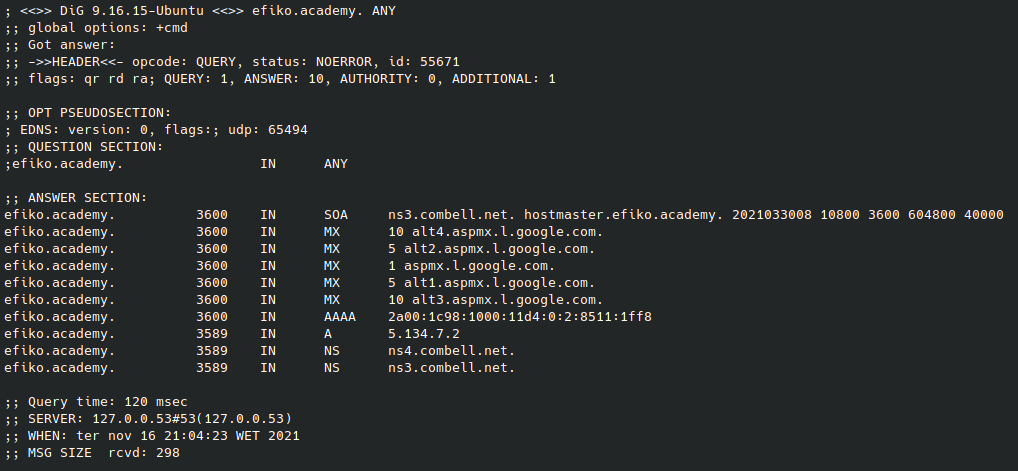 ; <<>> DiG 9.16.15-Ubuntu <<>> efiko.academy. ANY
;; global options: +cmd
;; Got answer:
;; ->>HEADER<<- opcode: QUERY, status: NOERROR, id: 55671
;; flags: qr rd ra; QUERY: 1, ANSWER: 10, AUTHORITY: 0, ADDITIONAL: 1

;; OPT PSEUDOSECTION:
; EDNS: version: 0, flags:; udp: 65494
;; QUESTION SECTION:
;efiko.academy.                 IN      ANY

;; ANSWER SECTION:
efiko.academy.          3600    IN      SOA     ns3.combell.net. hostmaster.efiko.academy. 2021033008 10800 3600 604800 40000
efiko.academy.          3600    IN      MX      10 alt4.aspmx.l.google.com.
efiko.academy.          3600    IN      MX      5 alt2.aspmx.l.google.com.
efiko.academy.          3600    IN      MX      1 aspmx.l.google.com.
efiko.academy.          3600    IN      MX      5 alt1.aspmx.l.google.com.
efiko.academy.          3600    IN      MX      10 alt3.aspmx.l.google.com.
efiko.academy.          3600    IN      AAAA    2a00:1c98:1000:11d4:0:2:8511:1ff8
efiko.academy.          3589    IN      A       5.134.7.2
efiko.academy.          3589    IN      NS      ns4.combell.net.
efiko.academy.          3589    IN      NS      ns3.combell.net.

;; Query time: 120 msec
;; SERVER: 127.0.0.53#53(127.0.0.53)
;; WHEN: ter nov 16 21:04:23 WET 2021
;; MSG SIZE  rcvd: 298